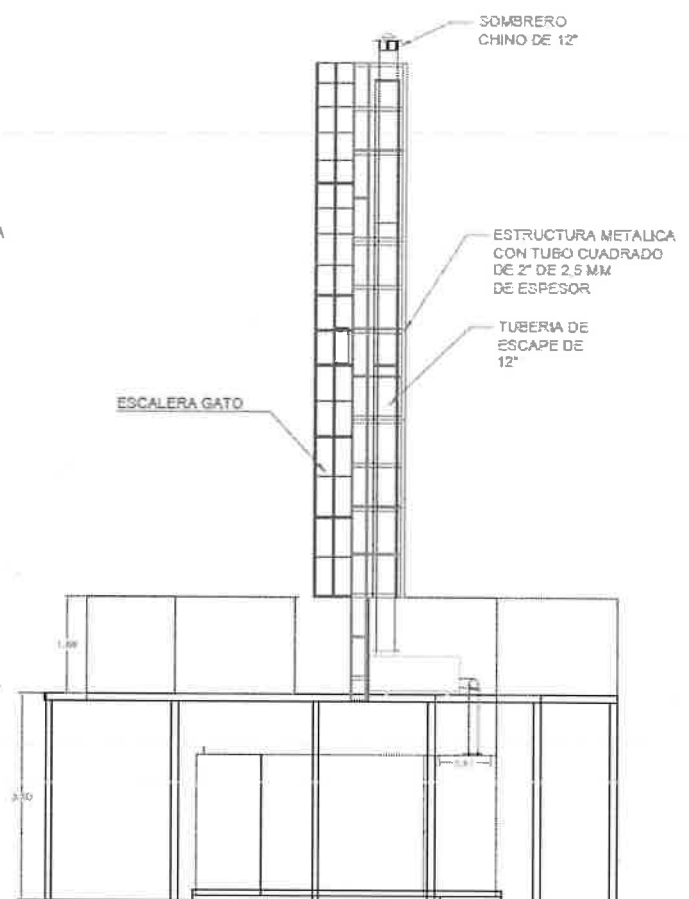 SOMBRERO
CHINO DE 12"
A
ESTRUCTURA METALICA
CON TUBO CUADRADO
DE 2" DE 2,5 MM
DE ESPESOR
TUBERIA DE
ESCAPE DE
12"
ESCALERA GATO